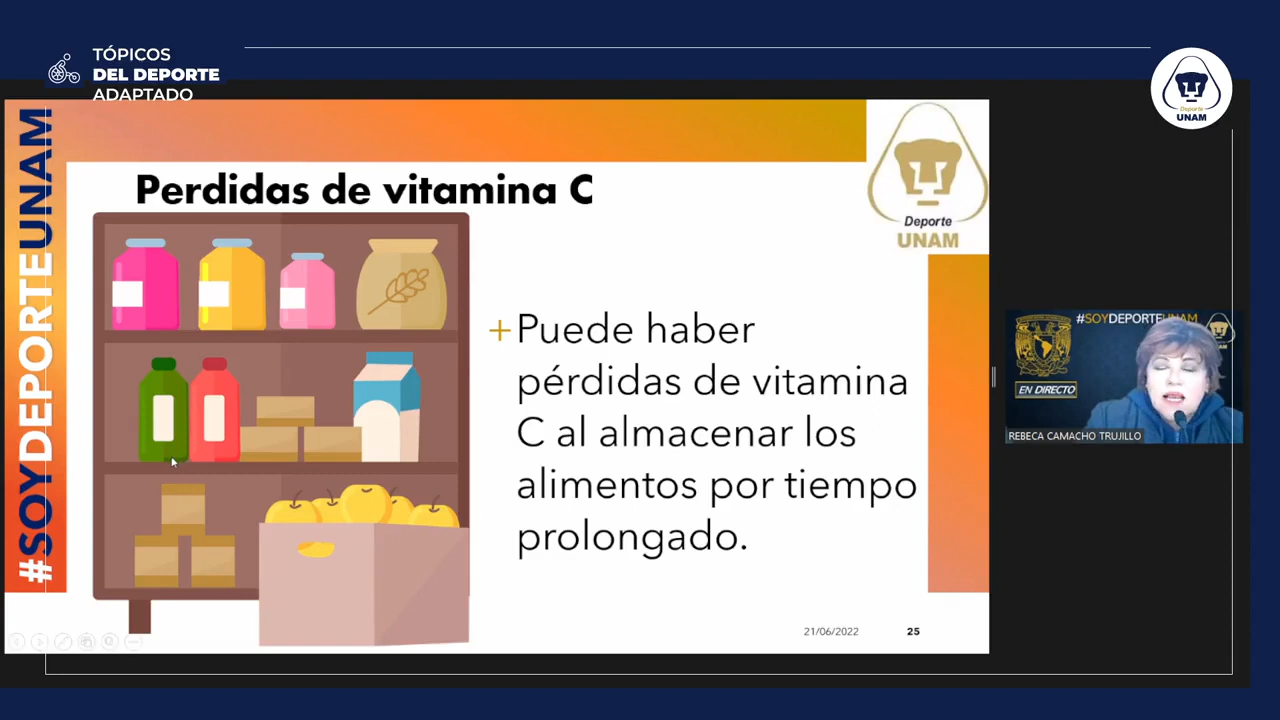 TÓPICOS
DEL DEPORTE
ADAPTADO
Deporte
UNAM
#SOYDEPORTEUNAM
Perdidas de vitamina C
Deporte
UNAM
+Puede haber
pérdidas de vitamina
C al almacenar los
alimentos por tiempo
prolongado.
21/06/2022 25
#SOYDEPORTEUNAM
EN DIRECTO
REBECA CAMACHO TRUJILLO